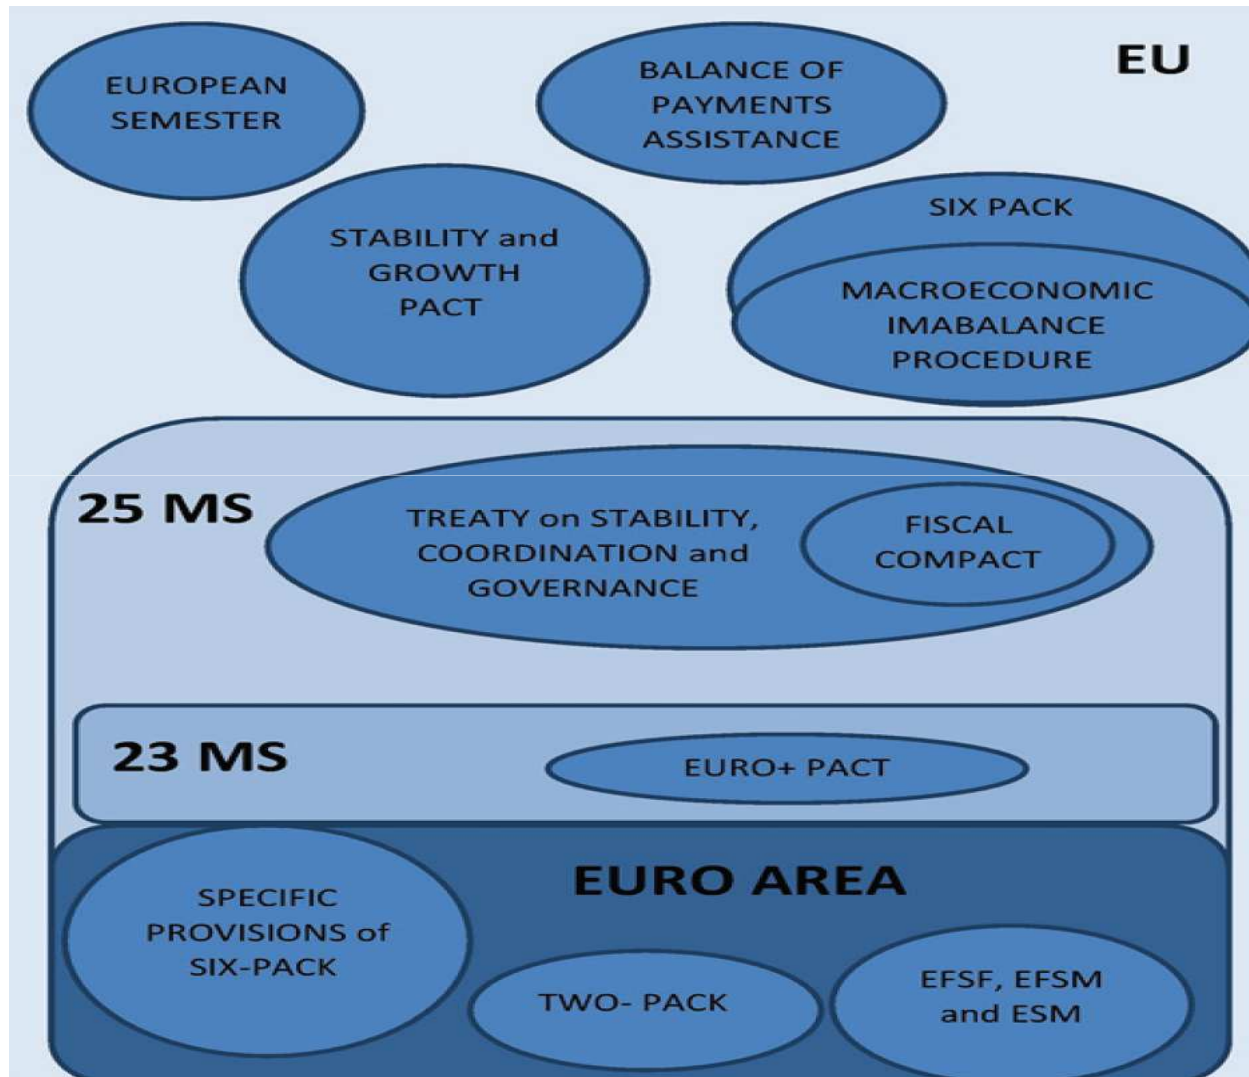 EU
EUROPEAN
SEMESTER
BALANCE OF
PAYMENTS
ASSISTANCE
STABILITY and
GROWTH
PACT
SIX PACK
MACROECONOMIC
IMABALANCE
PROCEDURE
25 MS
TREATY on STABILITY,
COORDINATION and
GOVERNANCE
FISCAL
COMPACT
23 MS
EURO+ PACT
EURO AREA
SPECIFIC
PROVISIONS of
SIX-PACK
TWO- PACK
EFSF, EFSM
and ESM